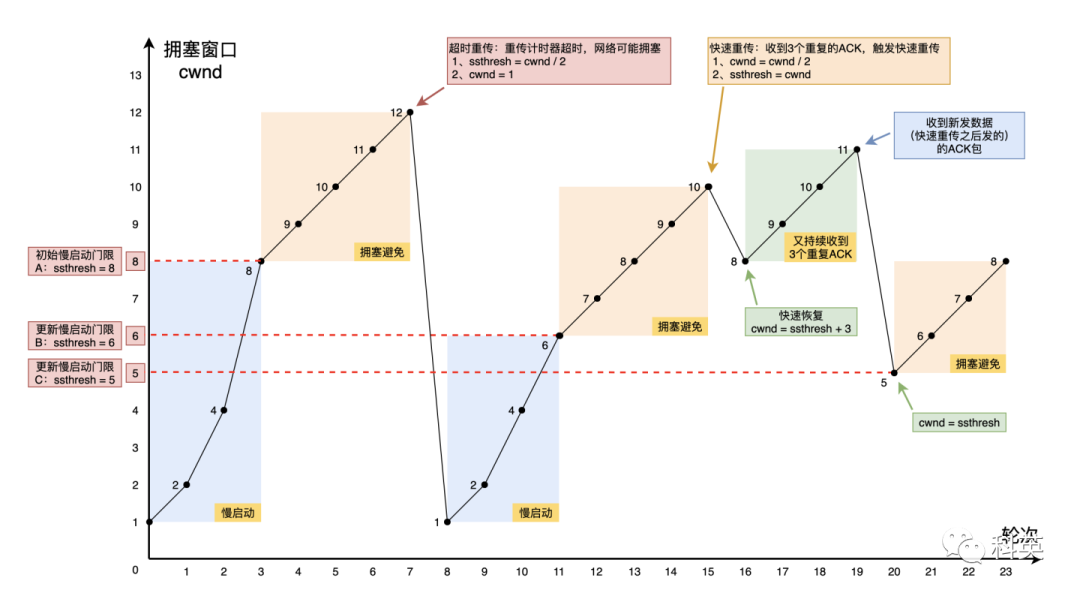 拥塞窗口
cwnd
超时重传：重传计时器超时，网络可能拥塞
1、ssthresh = cwnd / 2
2、cwnd = 1
快速重传：收到3个重复的ACK，触发快速重传
1、cwnd = cwnd / 2
2、ssthresh = cwnd
收到新发数据
（快速重传之后发的）
的ACK包
13
12
11
10
9
8
7
6
5
4
3
2
1
0
初始慢启动门限
A：ssthresh = 8
8
更新慢启动门限
B：ssthresh = 6
6
更新慢启动门限
C：ssthresh = 5
5
2
4
8
9
10
11
12
1
2
4
6
7
8
9
10
8
9
10
11
5
6
7
8
慢启动
拥塞避免
慢启动
拥塞避免
又持续收到
3个重复ACK
拥塞避免
快速恢复
cwnd = ssthresh + 3
cwnd = ssthresh
轮次
科英
1 2 3 4 5 6 7 8 9 10 11 12 13 14 15 16 17 18 19 20 21 22 23